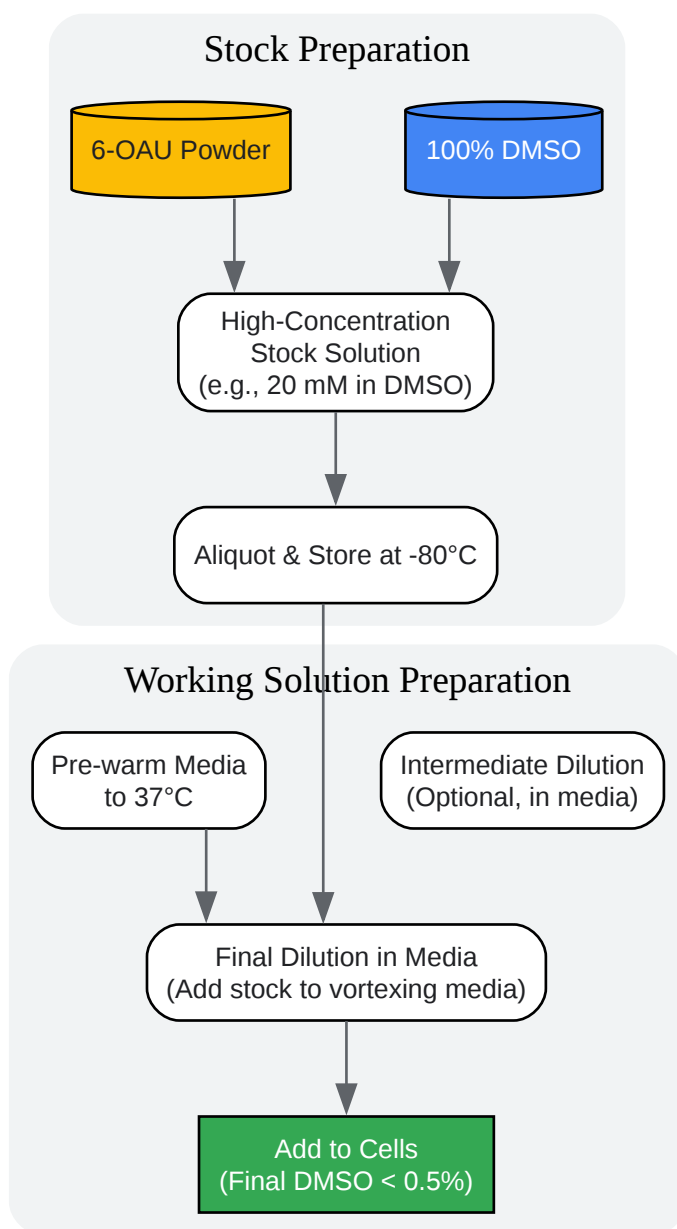 Stock Preparation
6-OAU Powder
100% DMSO
High-Concentration
Stock Solution
(e.g., 20 mM in DMSO)
Aliquot & Store at -80°C
Working Solution Preparation
Pre-warm Media
to 37°C
Intermediate Dilution
(Optional, in media)
Final Dilution in Media
(Add stock to vortexing media)
Add to Cells
(Final DMSO < 0.5%)